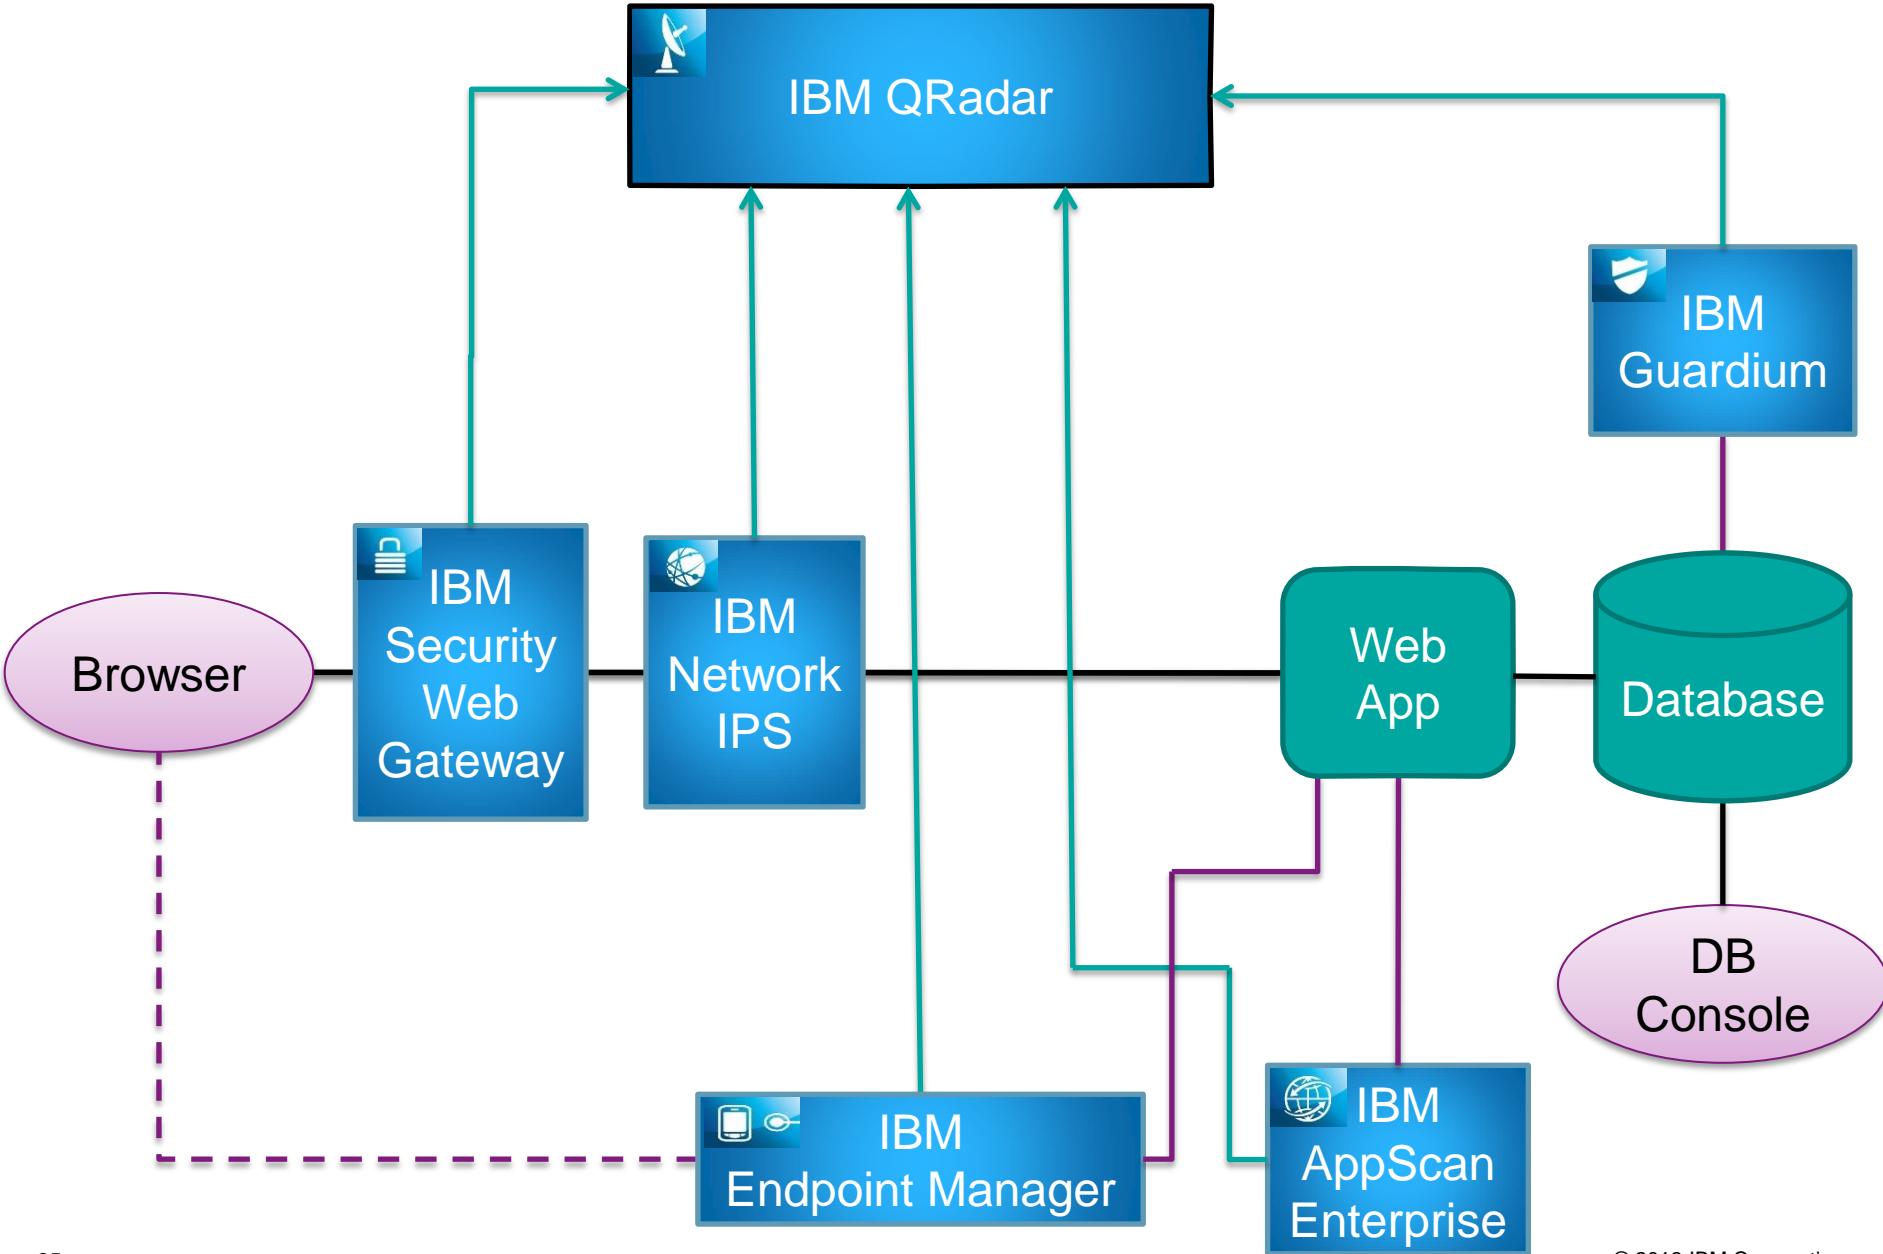 IBM QRadar
IBM
Guardium
IBM
Security
Web
Gateway
IBM
Network
IPS
Browser
Web
App
Database
DB
Console
IBM
Endpoint Manager
IBM
AppScan
Enterprise